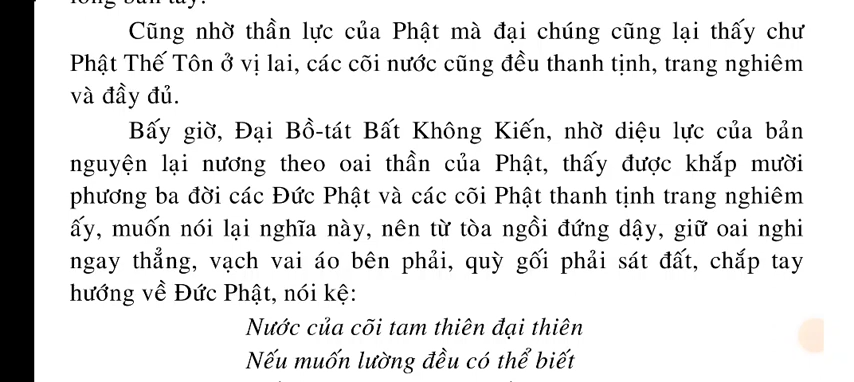 Cũng nhờ thần lực của Phật mà đại chúng cũng lại thấy chư
Phật Thế Tôn ở vị lai, các cõi nước cũng đều thanh tịnh, trang nghiêm
và đầy đủ.
Bấy giờ, Đại Bồ-tát Bất Không Kiến, nhờ diệu lực của bản
nguyện lại nương theo oai thần của Phật, thấy được khắp mười
phương ba đời các Đức Phật và các cõi Phật thanh tịnh trang nghiêm
ấy, muốn nói lại nghĩa này, nên từ tòa ngồi đứng dậy, giữ oai nghi
ngay thẳng, vạch vai áo bên phải, quỳ gối phải sát đất, chắp tay
hướng về Đức Phật, nói kệ:
Nước của cõi tam thiên đại thiên
Nếu muốn lường đều có thể biết